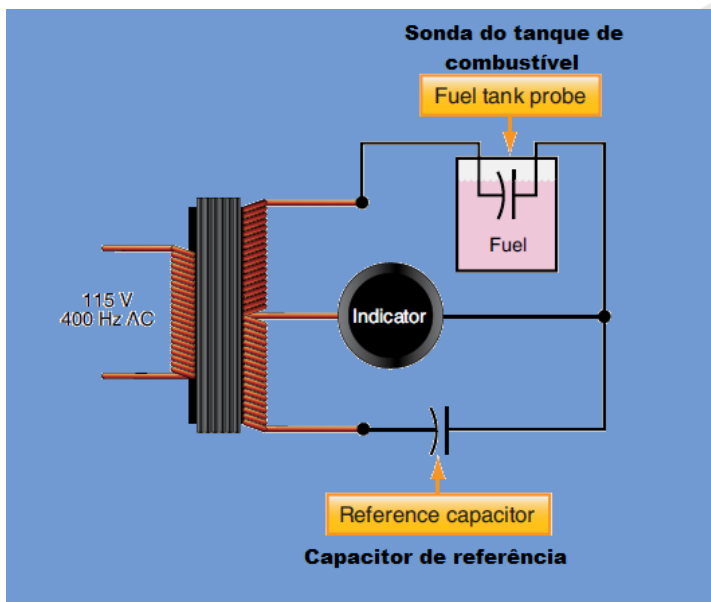 Sonda do tanque de
combustível
Fuel tank probe
Fuel
115 V
400 Hz AC
Indicator
Reference capacitor
Capacitor de referência